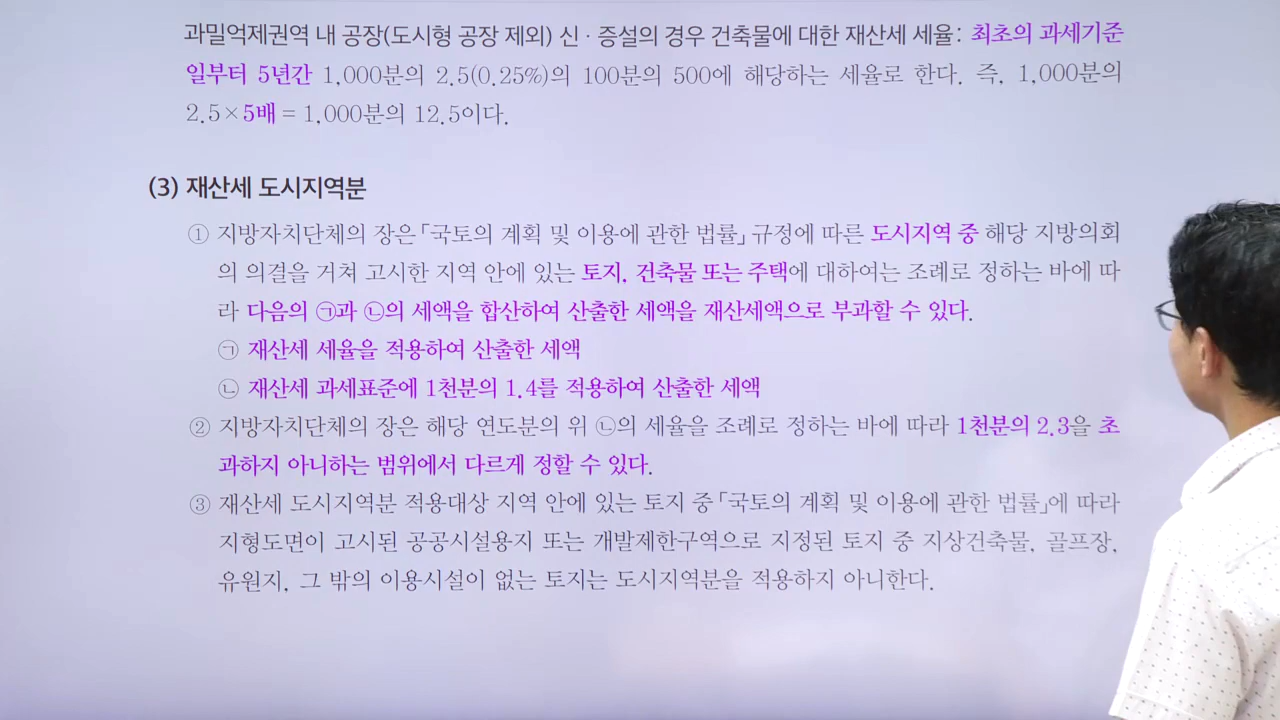 과밀억제권역 내 공장(도시형 공장 제외) 신 · 증설의 경우 건축물에 대한 재산세 세율: 최초의 과세기준
일부터 5년간 1,000분의 2.5(0.25%)의 100분의 500에 해당하는 세율로 한다. 즉, 1,000분의
2.5×5배 = 1,000분의 12.5이다.
(3) 재산세 도시지역분
① 지방자치단체의 장은 「국토의 계획 및 이용에 관한 법률」 규정에 따른 도시지역 중 해당 지방의회
의 의결을 거쳐 고시한 지역 안에 있는 토지, 건축물 또는 주택에 대하여는 조례로 정하는 바에 따
라 다음의 ㉠과 ㉡의 세액을 합산하여 산출한 세액을 재산세액으로 부과할 수 있다.
㉠ 재산세 세율을 적용하여 산출한 세액
㉡ 재산세 과세표준에 1천분의 1.4를 적용하여 산출한 세액
② 지방자치단체의 장은 해당 연도분의 위 ㉡의 세율을 조례로 정하는 바에 따라 1천분의 2.3을 초
과하지 아니하는 범위에서 다르게 정할 수 있다.
③ 재산세 도시지역분 적용대상 지역 안에 있는 토지 중 「국토의 계획 및 이용에 관한 법률」에 따라
지형도면이 고시된 공공시설용지 또는 개발제한구역으로 지정된 토지 중 지상건축물, 골프장,
유원지, 그 밖의 이용시설이 없는 토지는 도시지역분을 적용하지 아니한다.